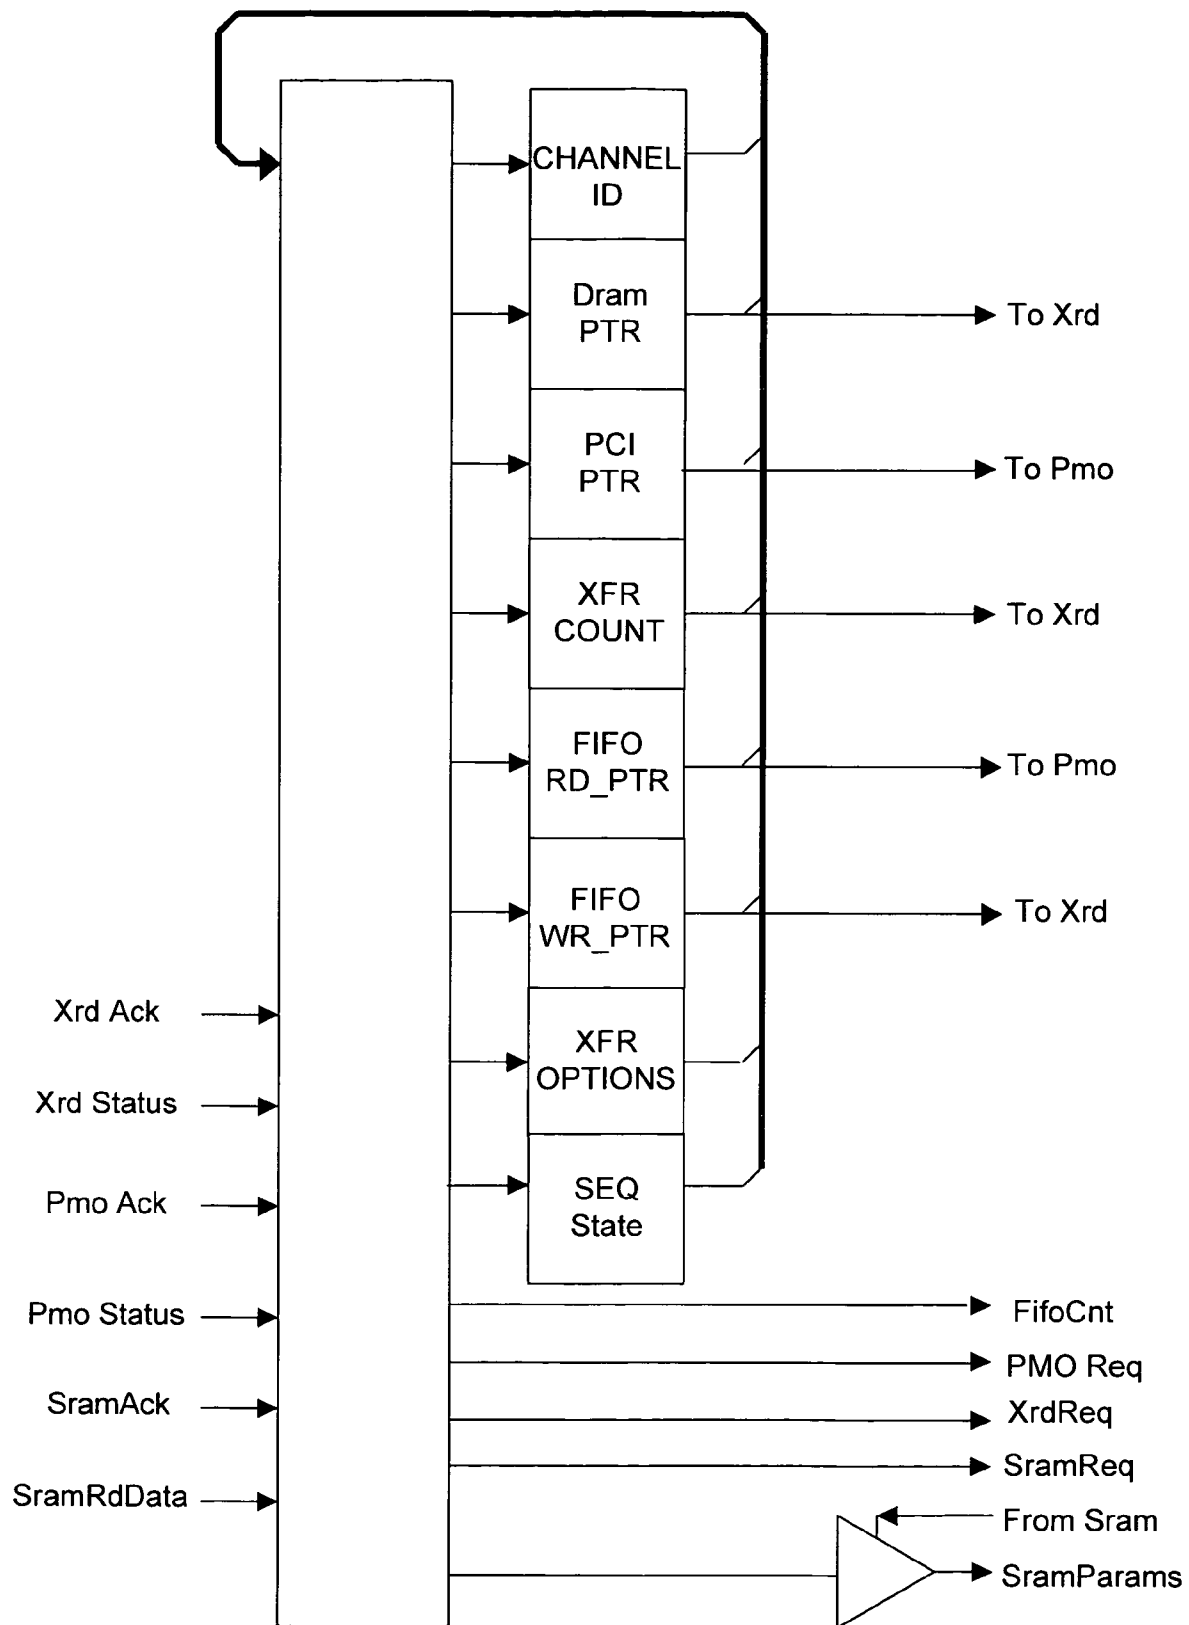 CHANNEL
ID
Dram
PTR
To Xrd
PCI
PTR
To Pmo
XFR
COUNT
To Xrd
FIFO
RD_PTR
To Pmo
FIFO
WR_PTR
To Xrd
Xrd Ack
XFR
OPTIONS
Xrd Status
Pmo Ack
SEQ
State
Pmo Status
FifoCnt
PMO Req
SramAck
XrdReq
SramReq
SramRdData
From Sram
SramParams